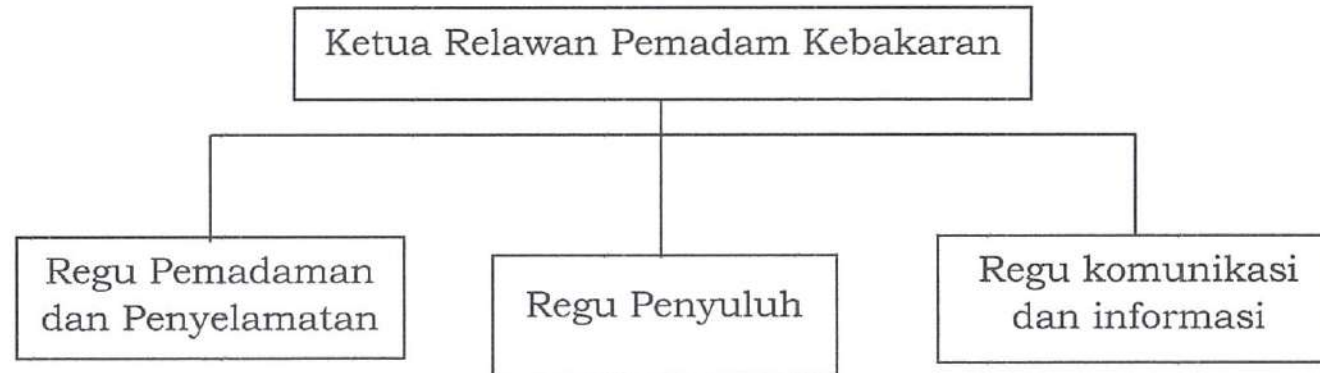 Ketua Relawan Pemadam Kebakaran
Regu Pemadaman
dan Penyelamatan
Regu Penyuluh
Regu komunikasi
dan informasi